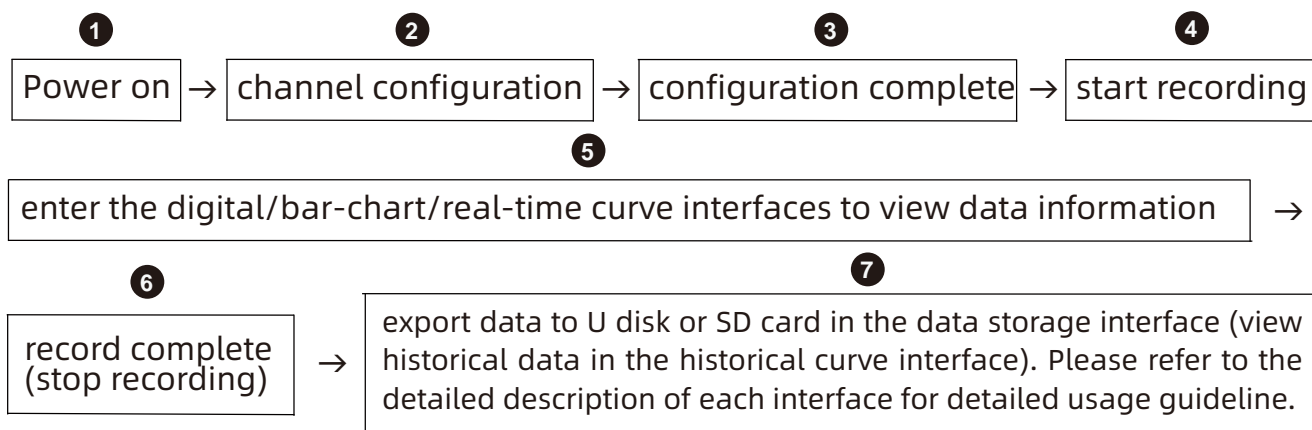 1 2 3 4
Power on → channel configuration → configuration complete → start recording
5
enter the digital/bar-chart/real-time curve interfaces to view data information →
6 7
record complete
(stop recording) →
export data to U disk or SD card in the data storage interface (view
historical data in the historical curve interface). Please refer to the
detailed description of each interface for detailed usage guideline.